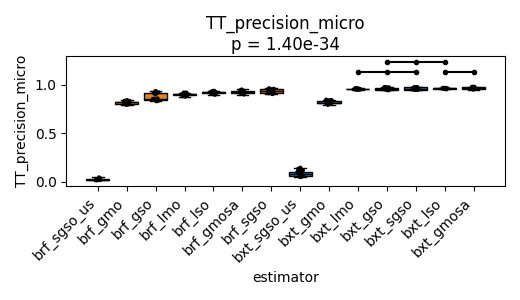 TT_precision_micro
p = 1.40e-34
TT_precision_micro
1.0
0.5
0.0
brf_sgso_us
brf_gmo
brf_gso
brf_lmo
brf_lso
brf_gmosa
brf_sgso
bxt_sgso_us
bxt_gmo
bxt_lmo
bxt_gso
bxt_sgso
bxt_lso
bxt_gmosa
estimator